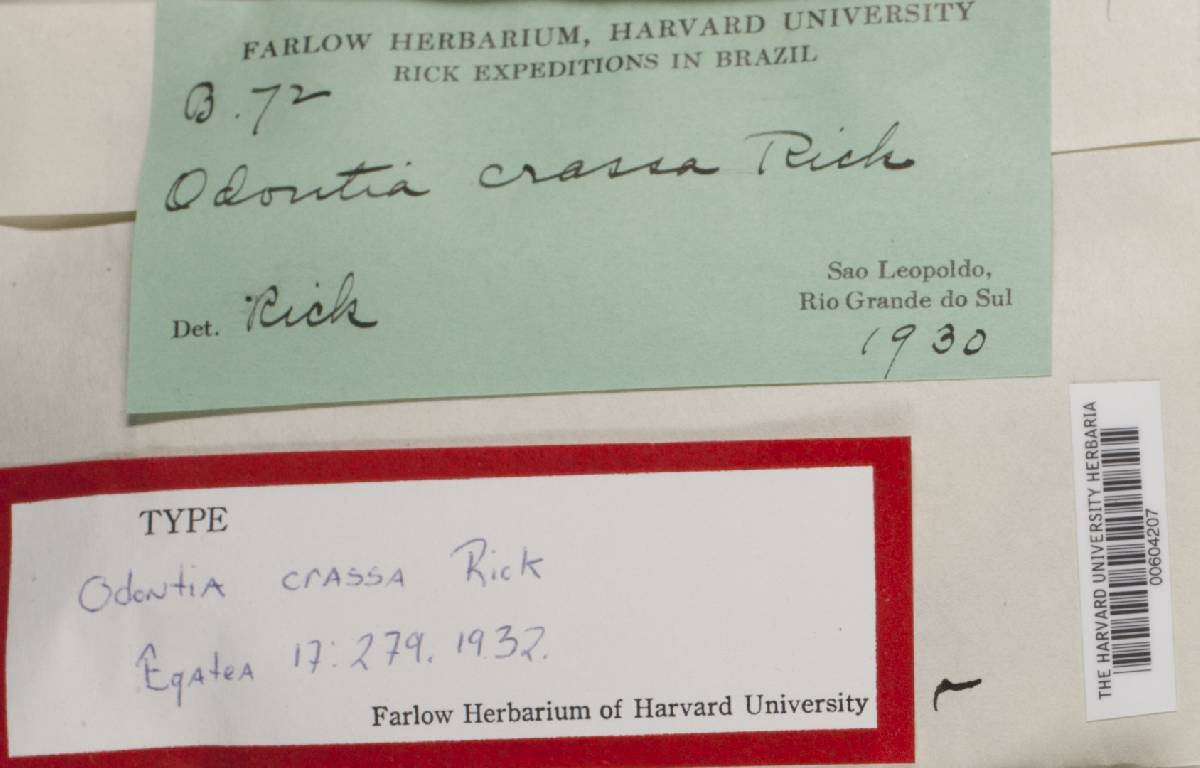 FARLOW HERBARIUM, HARVARD UNIVERSITY
RICK EXPEDITIONS IN BRAZIL
B.72
Odontia crassa Rick
Det. Rick
Sao Leopoldo,
Rio Grande do Sul
1930
TYPE
Odontia crassa Rick
Êgatea 17:279. 1932.
Farlow Herbarium of Harvard University
THE HARVARD UNIVERSITY HERBARIA
00604207